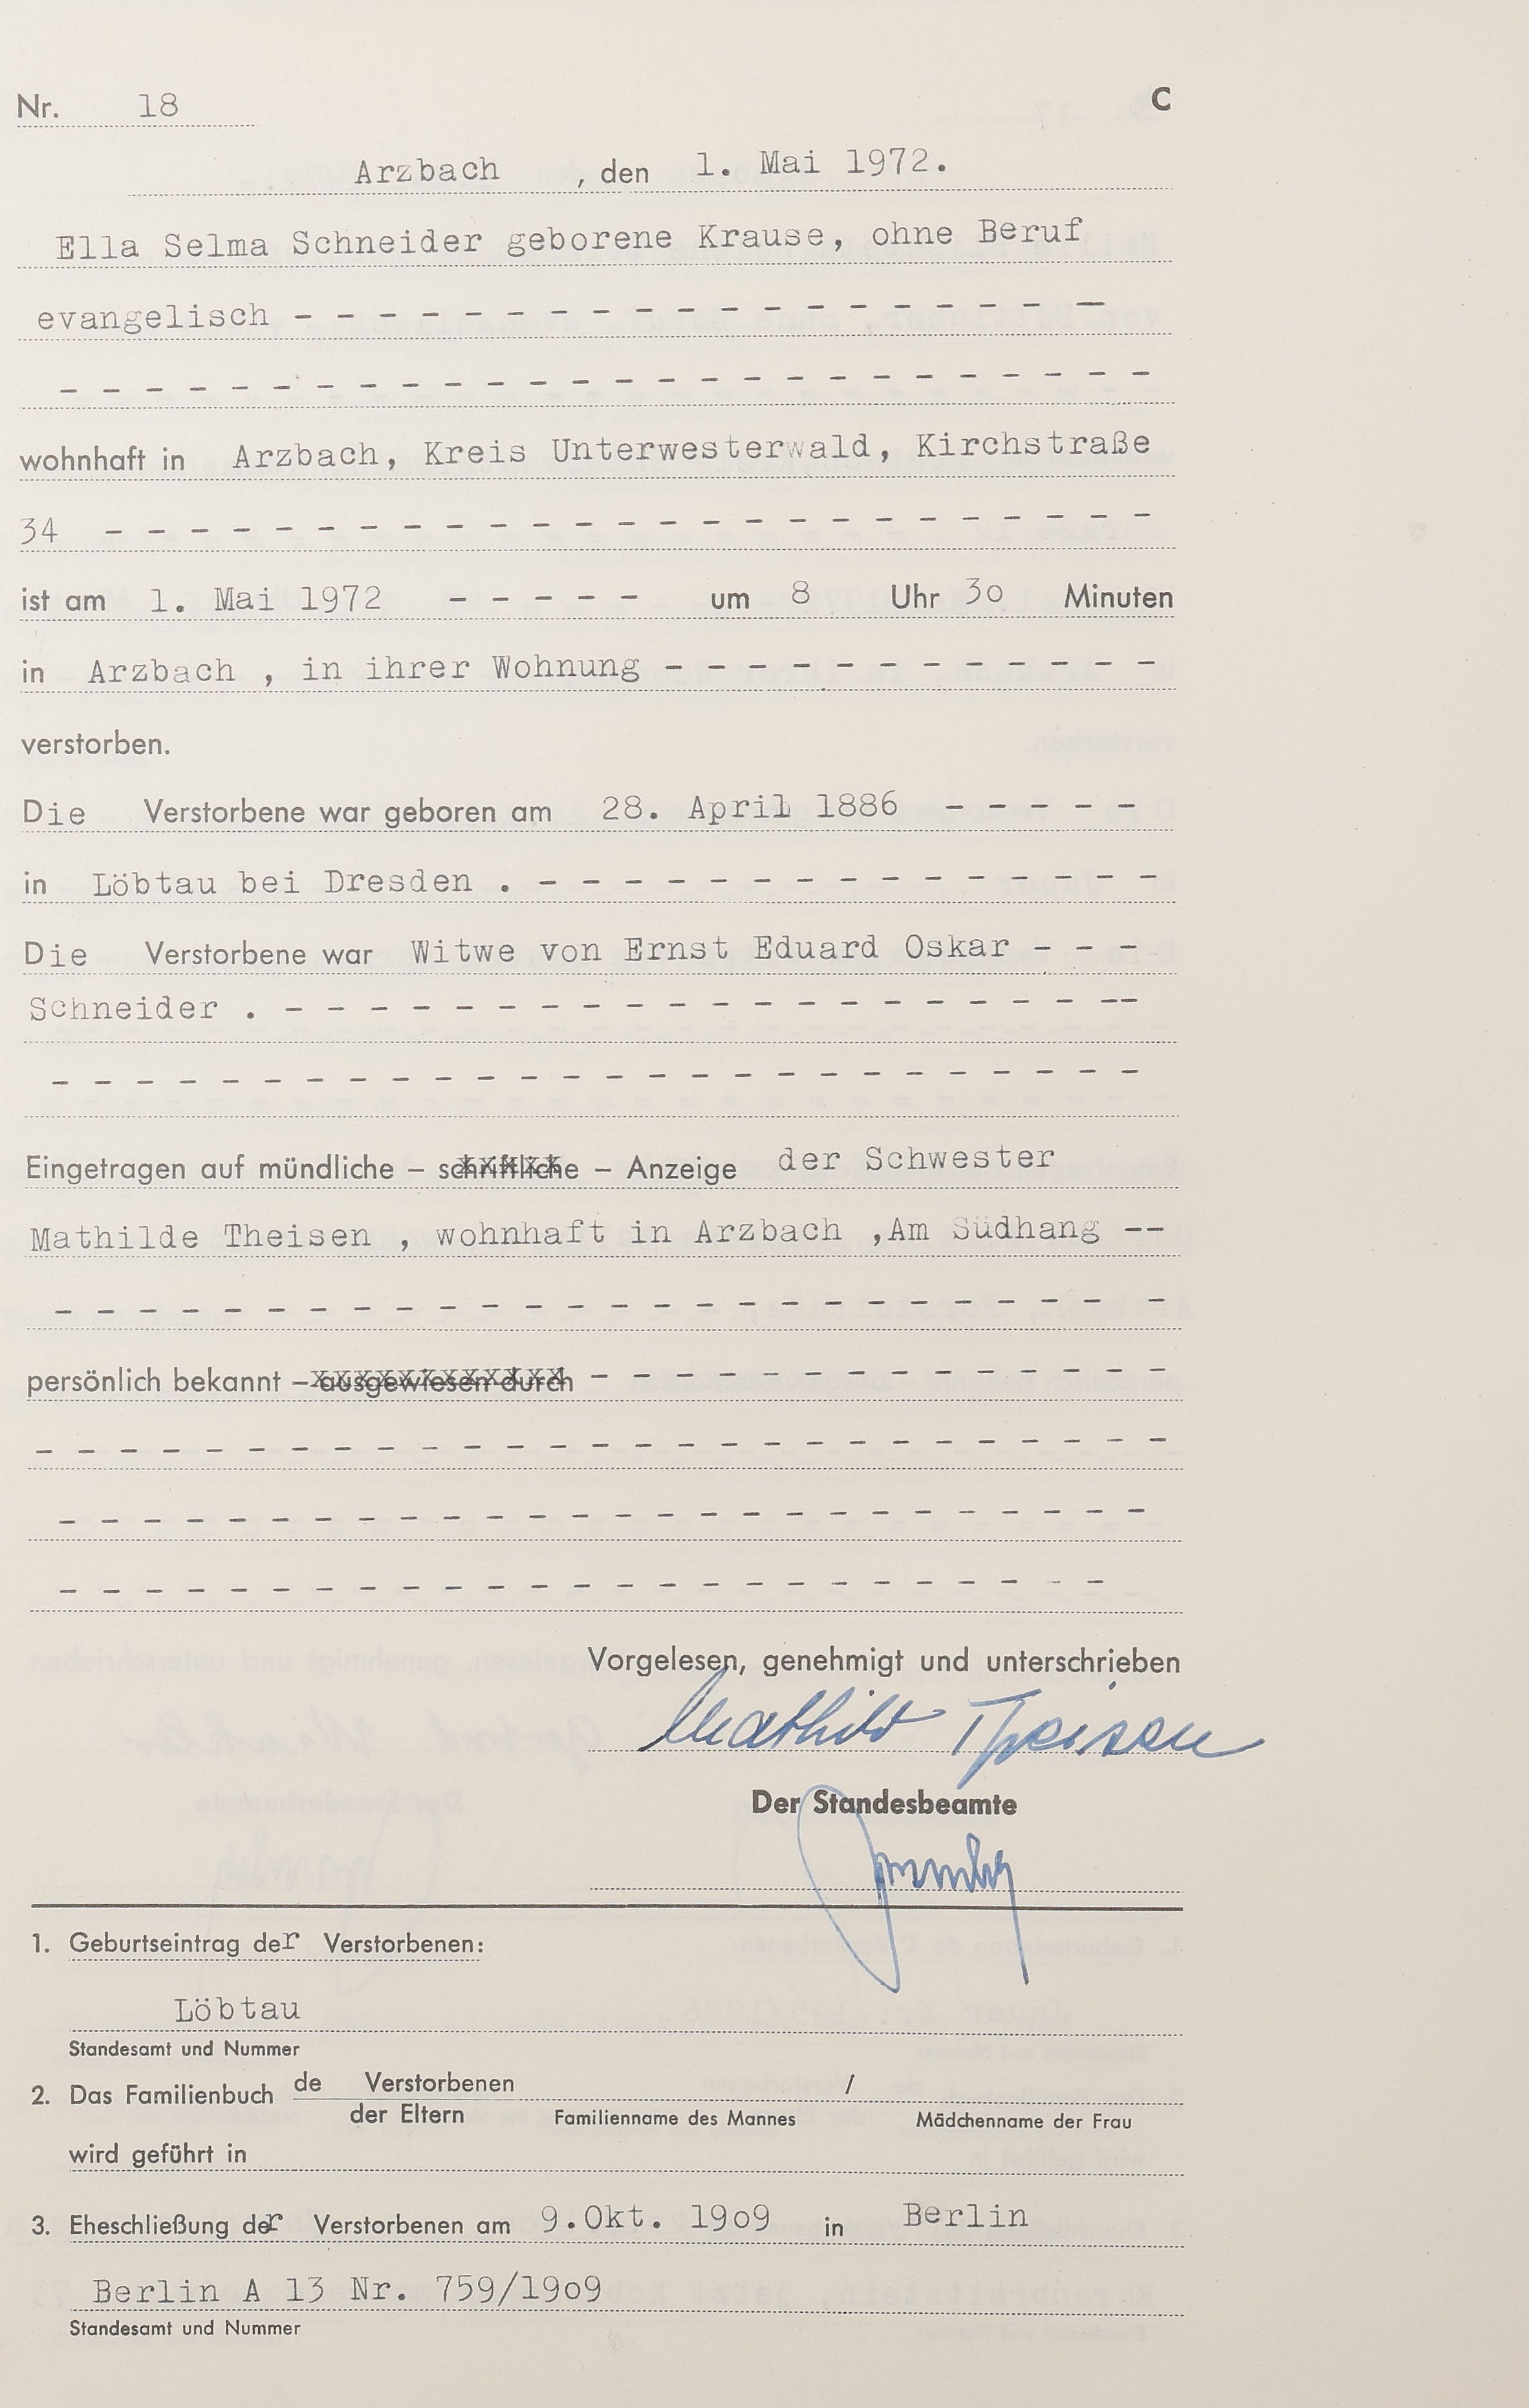 Nr. 18 C
Arzbach , den 1. Mai 1972.
Ella Selma Schneider geborene Krause, ohne Beruf
evangelisch - - - - - - - - - - - - - - - - - - -
- - - - - - - - - - - - - - - - - - - - - - - - - -
wohnhaft in Arzbach, Kreis Unterwesterwald, Kirchstraße
34 - - - - - - - - - - - - - - - - - - - - - - - - -
ist am 1. Mai 1972 - - - - - um 8 Uhr 30 Minuten
in Arzbach , in ihrer Wohnung - - - - - - - - - - - -
verstorben.
Die Verstorbene war geboren am 28. April 1886 - - - - -
in Löbtau bei Dresden . - - - - - - - - - - - - - - -
Die Verstorbene war Witwe von Ernst Eduard Oskar - - -
Schneider . - - - - - - - - - - - - - - - - - - - --
- - - - - - - - - - - - - - - - - - - - - - - - - -
Eingetragen auf mündliche – schriftliche – Anzeige der Schwester
Mathilde Theisen , wohnhaft in Arzbach ,Am Südhang --
- - - - - - - - - - - - - - - - - - - - - - - - - -
persönlich bekannt – ausgewiesen durch - - - - - - - - - - - - - -
- - - - - - - - - - - - - - - - - - - - - - - - - - -
- - - - - - - - - - - - - - - - - - - - - - - - - -
- - - - - - - - - - - - - - - - - - - - - - - - -
Vorgelesen, genehmigt und unterschrieben
Mathilde Theisen
Der Standesbeamte
1. Geburtseintrag der Verstorbenen:
Löbtau
Standesamt und Nummer
2. Das Familienbuch de Verstorbenen /
der Eltern Familienname des Mannes Mädchenname der Frau
wird geführt in
3. Eheschließung der Verstorbenen am 9.Okt. 1909 in Berlin
Berlin A 13 Nr. 759/1909
Standesamt und Nummer